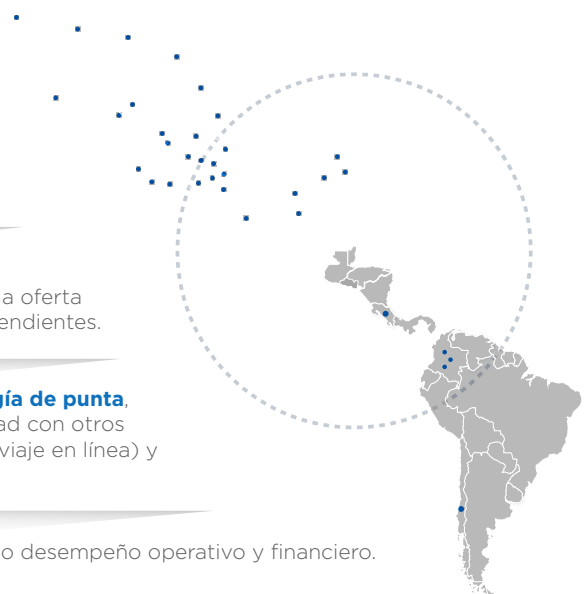 a oferta
endientes.
gía de punta,
ad con otros
viaje en línea) y
o desempeño operativo y financiero.